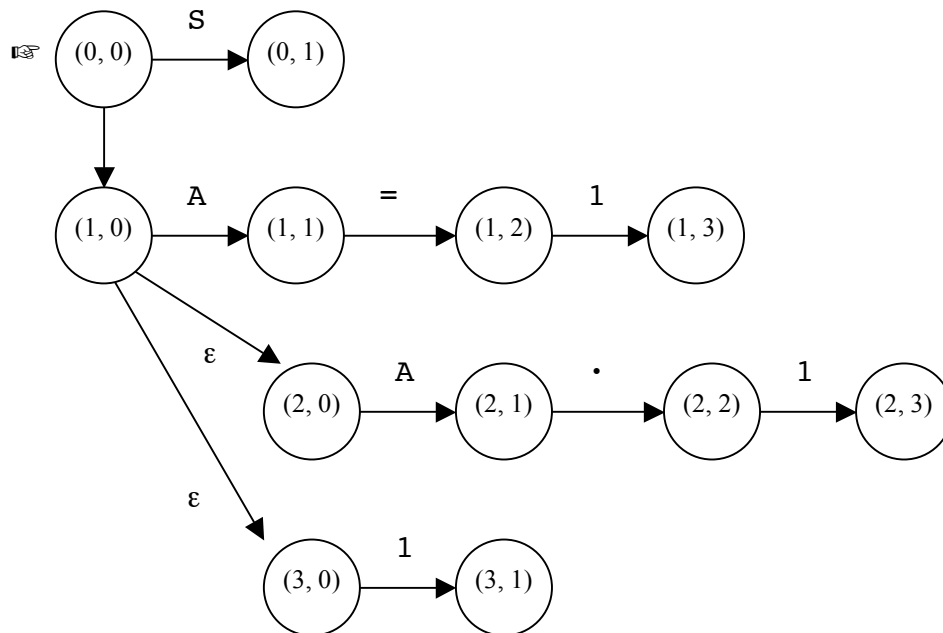 S
☞ (0, 0) (0, 1)
A = 1
(1, 0) (1, 1) (1, 2) (1, 3)
ε A · 1
(2, 0) (2, 1) (2, 2) (2, 3)
ε
1
(3, 0) (3, 1)